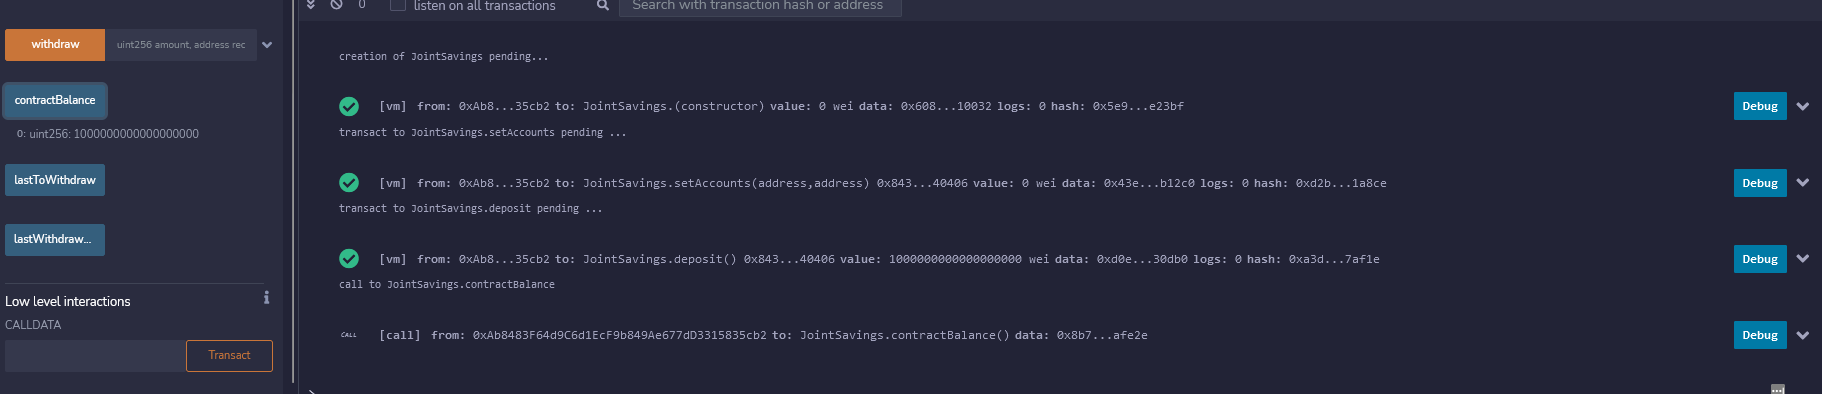 withdraw
uint256 amount, address rec
contractBalance
0: uint256: 1000000000000000000
lastToWithdraw
lastWithdraw...
Low level interactions
CALLDATA
Transact
0 listen on all transactions
Search with transaction hash or address
creation of JointSavings pending...
[vm] from: 0xAb8...35cb2 to: JointSavings.(constructor) value: 0 wei data: 0x608...10032 logs: 0 hash: 0x5e9...e23bf
Debug
transact to JointSavings.setAccounts pending ...
[vm] from: 0xAb8...35cb2 to: JointSavings.setAccounts(address,address) 0x843...40406 value: 0 wei data: 0x43e...b12c0 logs: 0 hash: 0xd2b...1a8ce
Debug
transact to JointSavings.deposit pending ...
[vm] from: 0xAb8...35cb2 to: JointSavings.deposit() 0x843...40406 value: 1000000000000000000 wei data: 0xd0e...30db0 logs: 0 hash: 0xa3d...7af1e
Debug
call to JointSavings.contractBalance
CALL [call] from: 0xAb8483F64d9C6d1EcF9b849Ae677dD3315835cb2 to: JointSavings.contractBalance() data: 0x8b7...afe2e
Debug
>